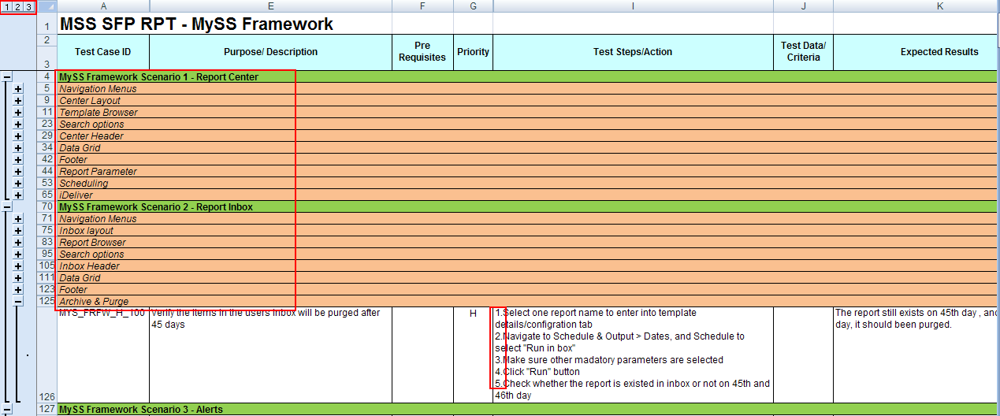 1 2 3
A E F G I J K
1 MSS SFP RPT - MySS Framework
2
3
Test Case ID Purpose/ Description Pre Requisites Priority Test Steps/Action Test Data/ Criteria Expected Results
4 MySS Framework Scenario 1 - Report Center
5 Navigation Menus
9 Center Layout
11 Template Browser
23 Search options
29 Center Header
34 Data Grid
42 Footer
44 Report Parameter
53 Scheduling
65 iDeliver
70 MySS Framework Scenario 2 - Report Inbox
71 Navigation Menus
75 Inbox layout
83 Report Browser
95 Search options
105 Inbox Header
111 Data Grid
123 Footer
125 Archive & Purge
MYS_FRFW_H_100
Verify the items in the users inbox will be purged after
45 days
H
1.Select one report name to enter into template
details/configration tab
2.Navigate to Schedule & Output > Dates, and Schedule to
select "Run in box"
3.Make sure other madatory parameters are selected
4.Click "Run" button
5.Check whether the report is existed in inbox or not on 45th and
46th day
The report still exists on 45th day , and
day, it should been purged.
126
127 MySS Framework Scenario 3 - Alerts